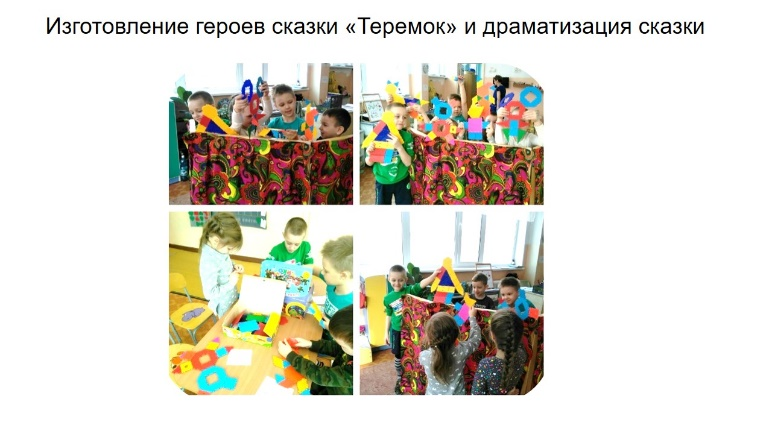 Изготовление героев сказки «Теремок» и драматизация сказки